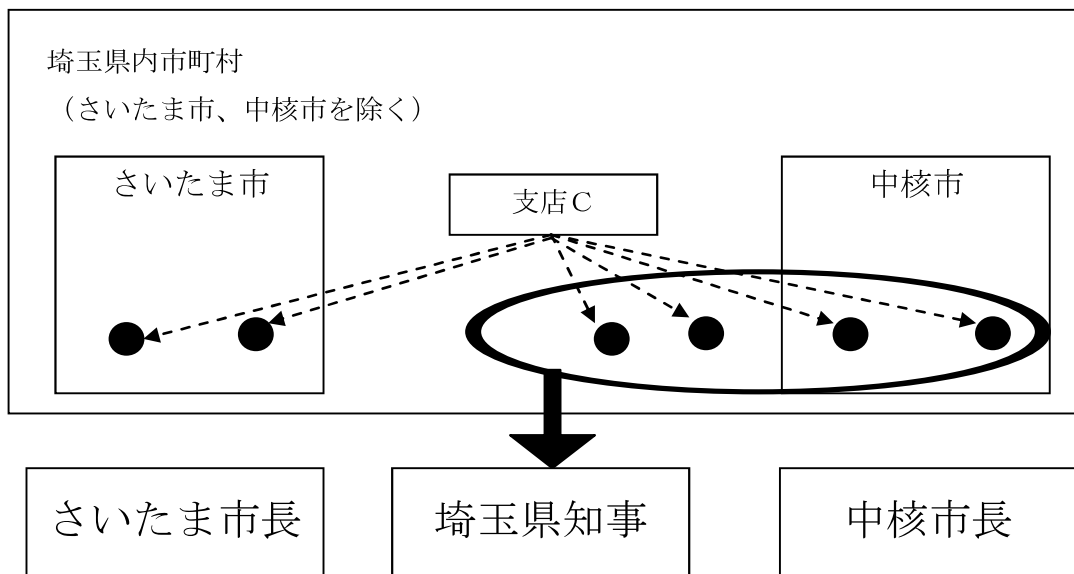 埼玉県内市町村
（さいたま市、中核市を除く）
さいたま市
支店C
中核市
さいたま市長
埼玉県知事
中核市長